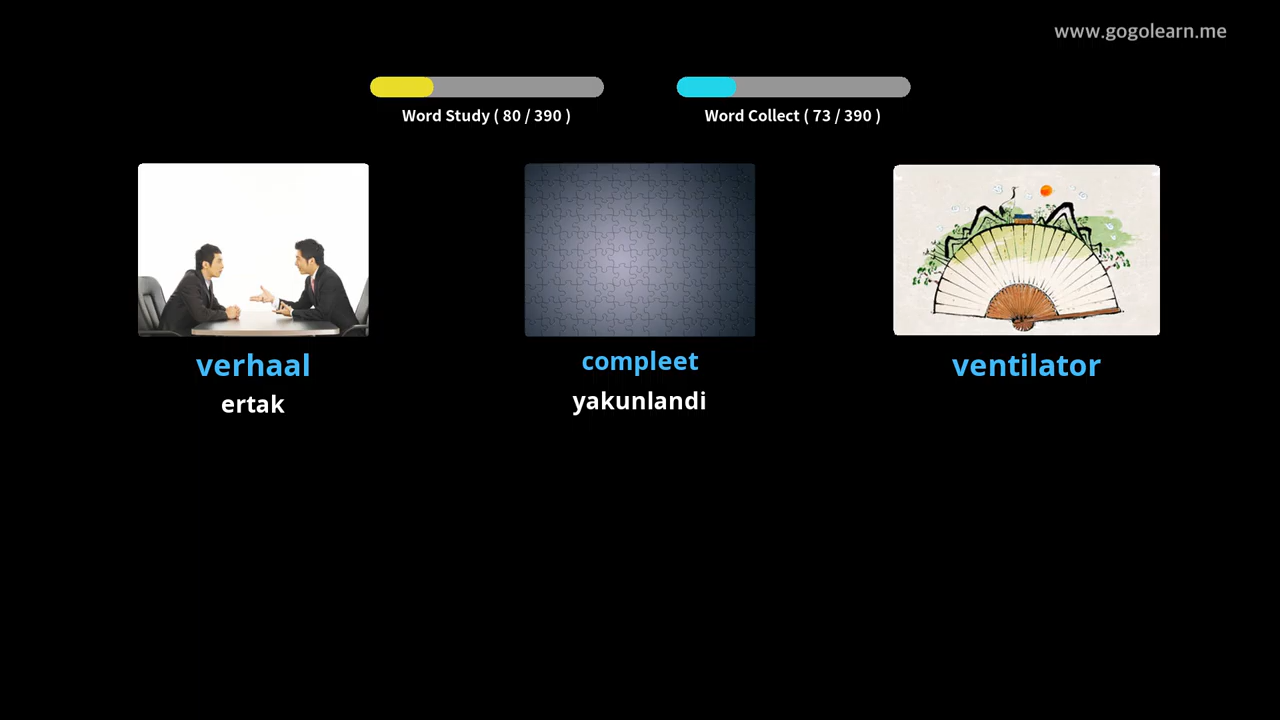 www.gogolearn.me
Word Study ( 80 / 390 )
Word Collect ( 73 / 390 )
verhaal
ertak
compleet
yakunlandi
ventilator